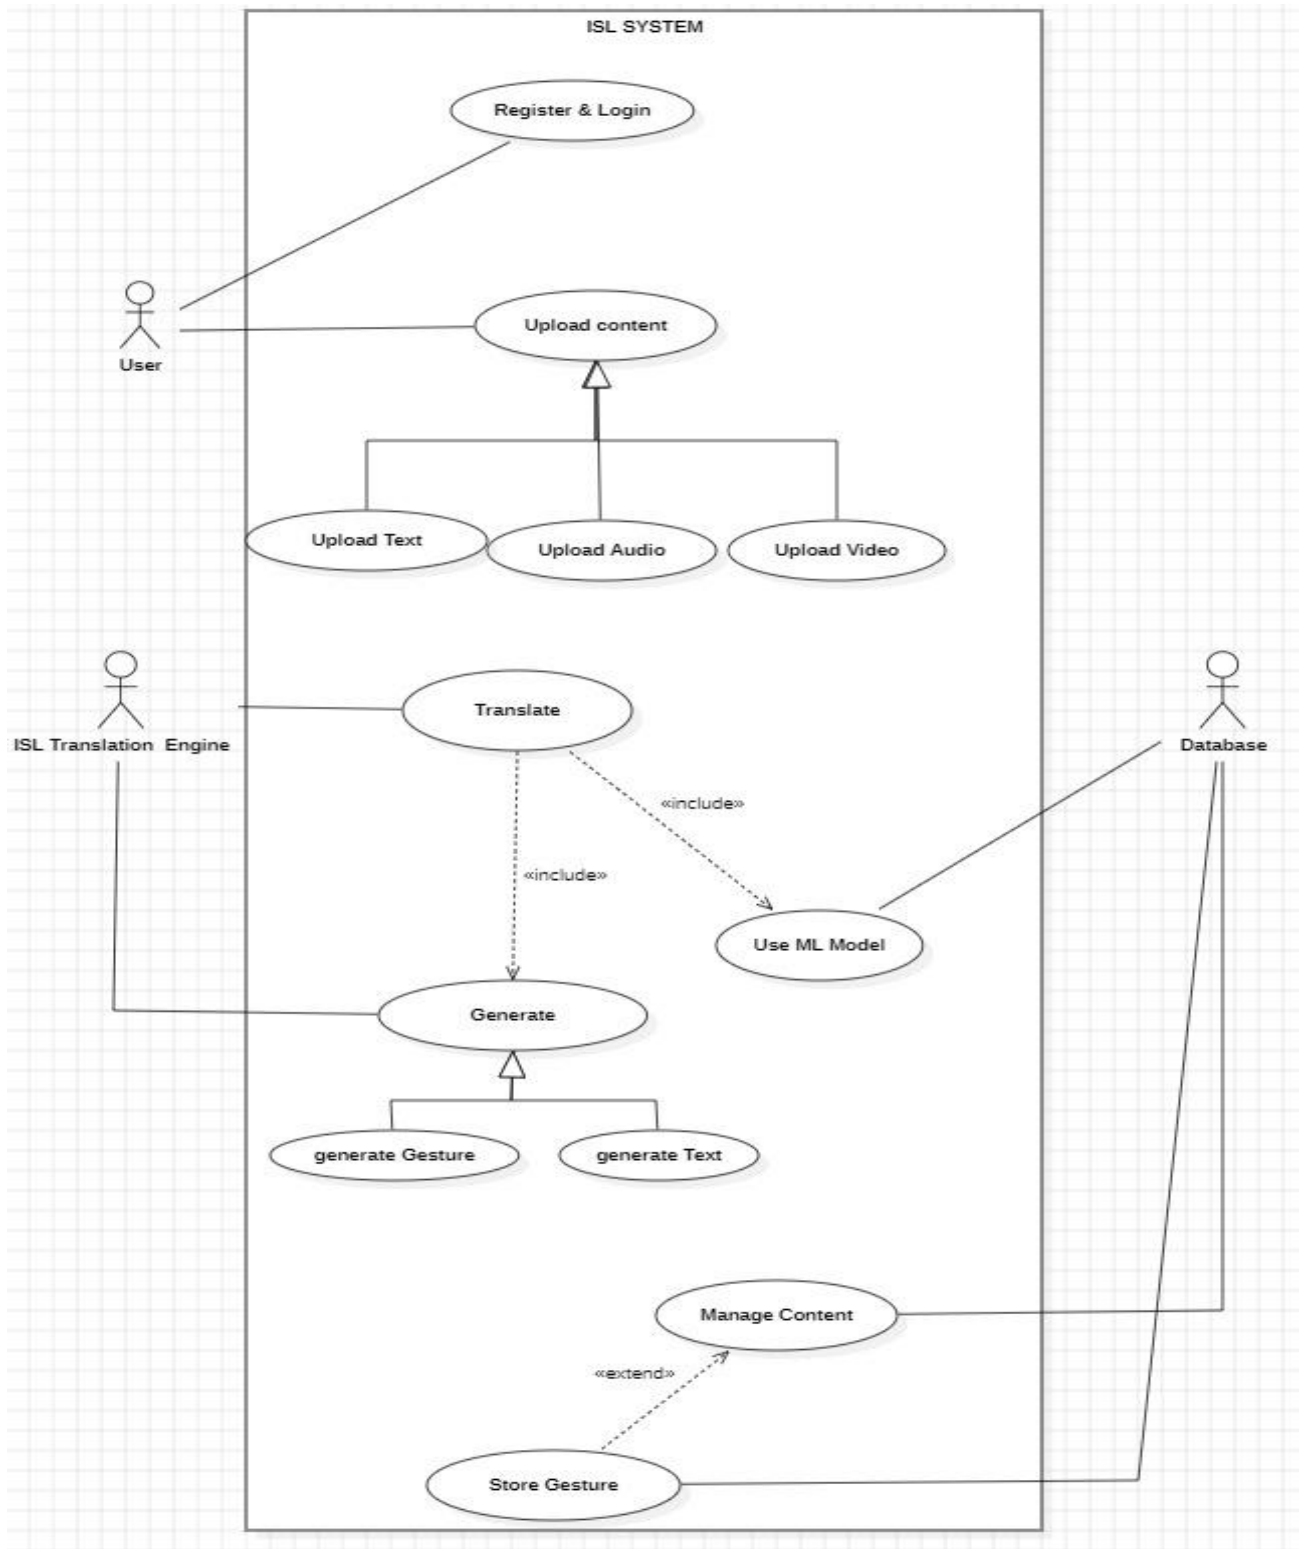 ISL SYSTEM
Register & Login
Upload content
User
Upload Text
Upload Audio
Upload Video
Translate
ISL Translation  Engine
Database
«include»
«include»
Use ML Model
Generate
generate Gesture
generate Text
Manage Content
«extend»
Store Gesture